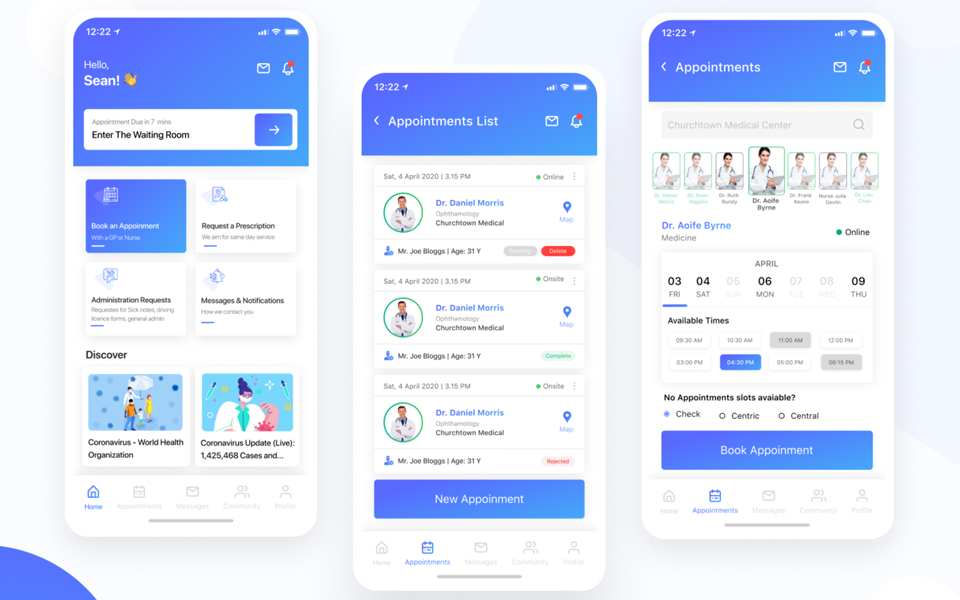 12:22
Hello,
Sean! 👋
Appointment Due in 7 mins
Enter The Waiting Room
Book an Appoinment
With a GP or Nurse
Request a Prescription
We aim for same day service
Administration Requests
Requestes for Sick notes, driving
licence forms, general admin
Messages & Notifications
How we contact you
Discover
Coronavirus - World Health
Organization
Coronavirus Update (Live):
1,425,468 Cases and...
Home
Appointments
Messages
Community
Profile
12:22
Appointments List
Sat, 4 April 2020 | 3.15 PM
Online
Dr. Daniel Morris
Ophthamology
Churchtown Medical
Map
Mr. Joe Bloggs | Age: 31 Y
Pending
Delete
Sat, 4 April 2020 | 3.15 PM
Onsite
Dr. Daniel Morris
Ophthamology
Churchtown Medical
Map
Mr. Joe Bloggs | Age: 31 Y
Complete
Sat, 4 April 2020 | 3.15 PM
Onsite
Dr. Daniel Morris
Ophthamology
Churchtown Medical
Map
Mr. Joe Bloggs | Age: 31 Y
Rejected
New Appoinment
Home
Appointments
Messages
Community
Profile
12:22
Appointments
Churchtown Medical Center
Dr. Daniel
Morris
Dr. Sean
Higgins
Dr. Ruth
Bundy
Dr. Aoife
Byrne
Dr. Frank
Keane
Nurse Julia
Devlin
Chen
Dr. Aoife Byrne
Medicine
Online
APRIL
03 04 05 06 07 08 09
FRI SAT SUN MON TUE WED THU
Available Times
09:30 AM 10:30 AM 11:00 AM 12:00 PM
03:00 PM 04:30 PM 05:00 PM 06:15 PM
No Appointments slots avaiable?
Check Centric Central
Book Appoinment
Home
Appointments
Messages
Community
Profile